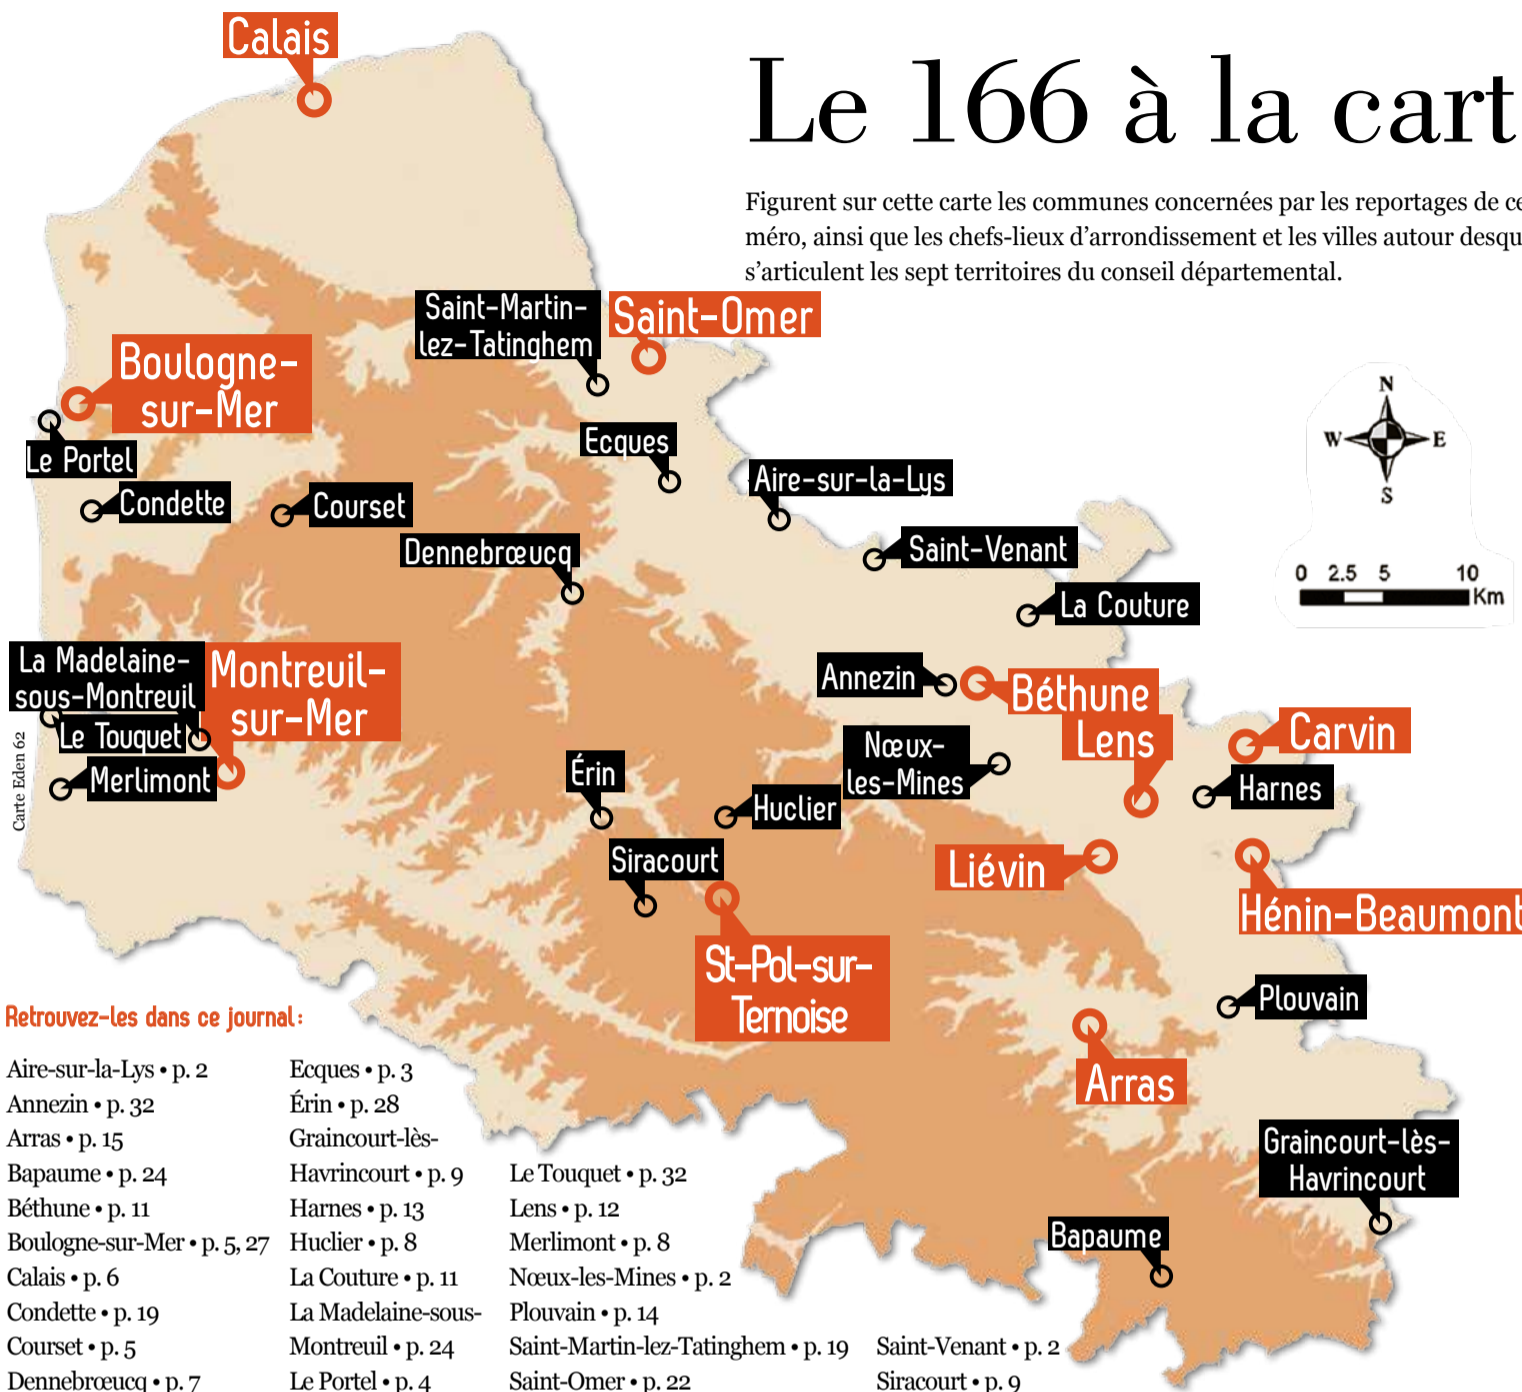 Calais
Le 166 à la cart
Figurent sur cette carte les communes concernées par les reportages de ce
méro, ainsi que les chefs-lieux d'arrondissement et les villes autour desqu
s'articulent les sept territoires du conseil départemental.
Saint-Martin-
lez-Tatinghem
Saint-Omer
Boulogne-
sur-Mer
Le Portel
Ecques
Aire-sur-la-Lys
Condette
Courset
Dennebrœucq
Saint-Venant
La Couture
N
W
E
S
0 2.5 5 10
Km
La Madelaine-
sous-Montreuil
Montreuil-
sur-Mer
Le Touquet
Merlimont
Carte Eden 62
Annezin
Béthune
Lens
Carvin
Nœux-
les-Mines
Harnes
Érin
Huclier
Siracourt
Liévin
Hénin-Beaumont
St-Pol-sur-
Ternoise
Plouvain
Arras
Graincourt-lès-
Havrincourt
Bapaume
Retrouvez-les dans ce journal :
Aire-sur-la-Lys • p. 2
Annezin • p. 32
Arras • p. 15
Bapaume • p. 24
Béthune • p. 11
Boulogne-sur-Mer • p. 5, 27
Calais • p. 6
Condette • p. 19
Courset • p. 5
Dennebrœucq • p. 7
Ecques • p. 3
Érin • p. 28
Graincourt-lès-
Havrincourt • p. 9
Harnes • p. 13
Huclier • p. 8
La Couture • p. 11
La Madelaine-sous-
Montreuil • p. 24
Le Portel • p. 4
Le Touquet • p. 32
Lens • p. 12
Merlimont • p. 8
Nœux-les-Mines • p. 2
Plouvain • p. 14
Saint-Martin-lez-Tatinghem • p. 19
Saint-Omer • p. 22
Saint-Venant • p. 2
Siracourt • p. 9